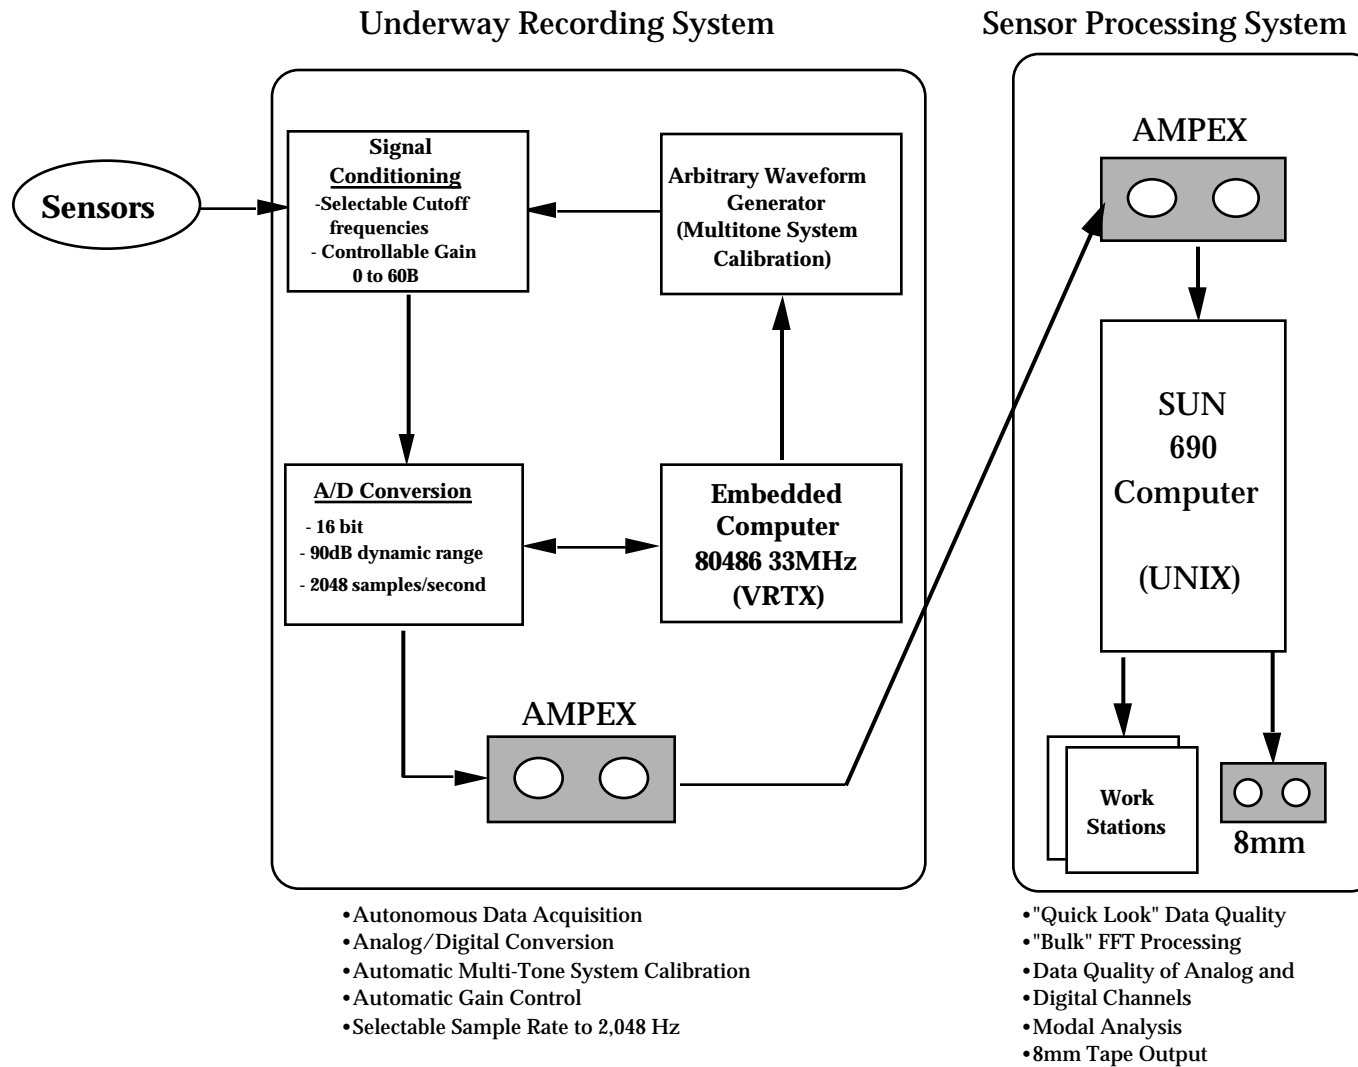 Underway Recording System
Sensor Processing System
Sensors
Signal
Conditioning
-Selectable Cutoff
frequencies
- Controllable Gain
0 to 60B
Arbitrary Waveform
Generator
(Multitone System
Calibration)
A/D Conversion
- 16 bit
- 90dB dynamic range
- 2048 samples/second
Embedded
Computer
80486 33MHz
(VRTX)
AMPEX
AMPEX
SUN
690
Computer
(UNIX)
Work
Stations
8mm
•Autonomous Data Acquisition
•Analog/Digital Conversion
•Automatic Multi-Tone System Calibration
•Automatic Gain Control
•Selectable Sample Rate to 2,048 Hz
•"Quick Look" Data Quality
•"Bulk" FFT Processing
•Data Quality of Analog and
•Digital Channels
•Modal Analysis
•8mm Tape Output